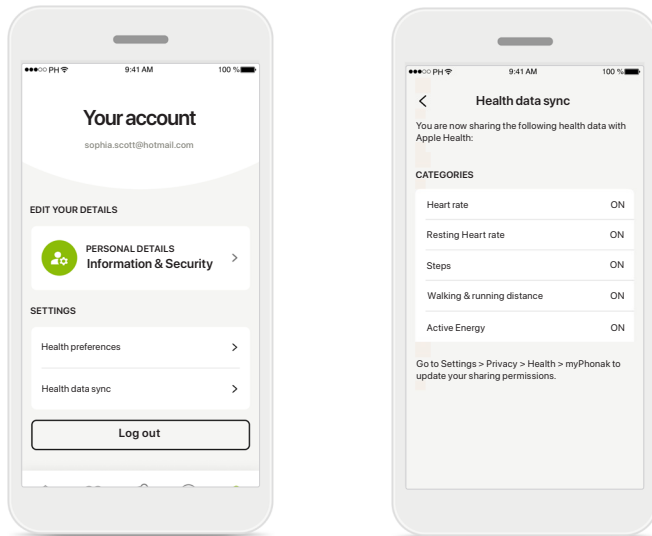 ●●●○○ PH 9:41 AM 100 %
Your account
sophia.scott@hotmail.com
EDIT YOUR DETAILS
PERSONAL DETAILS
Information & Security
SETTINGS
Health preferences
Health data sync
Log out
●●●○○ PH 9:41 AM 100 %
Health data sync
You are now sharing the following health data with
Apple Health:
CATEGORIES
Heart rate ON
Resting Heart rate ON
Steps ON
Walking & running distance ON
Active Energy ON
Go to Settings > Privacy > Health > myPhonak to
update your sharing permissions.